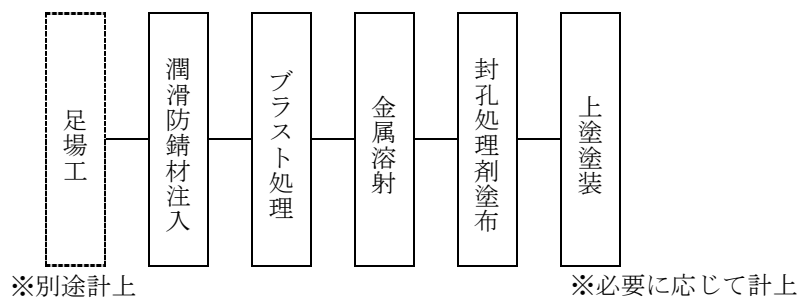 足場工
潤滑防錆材注入
ブラスト処理
金属溶射
封孔処理剤塗布
上塗塗装
※別途計上
※必要に応じて計上